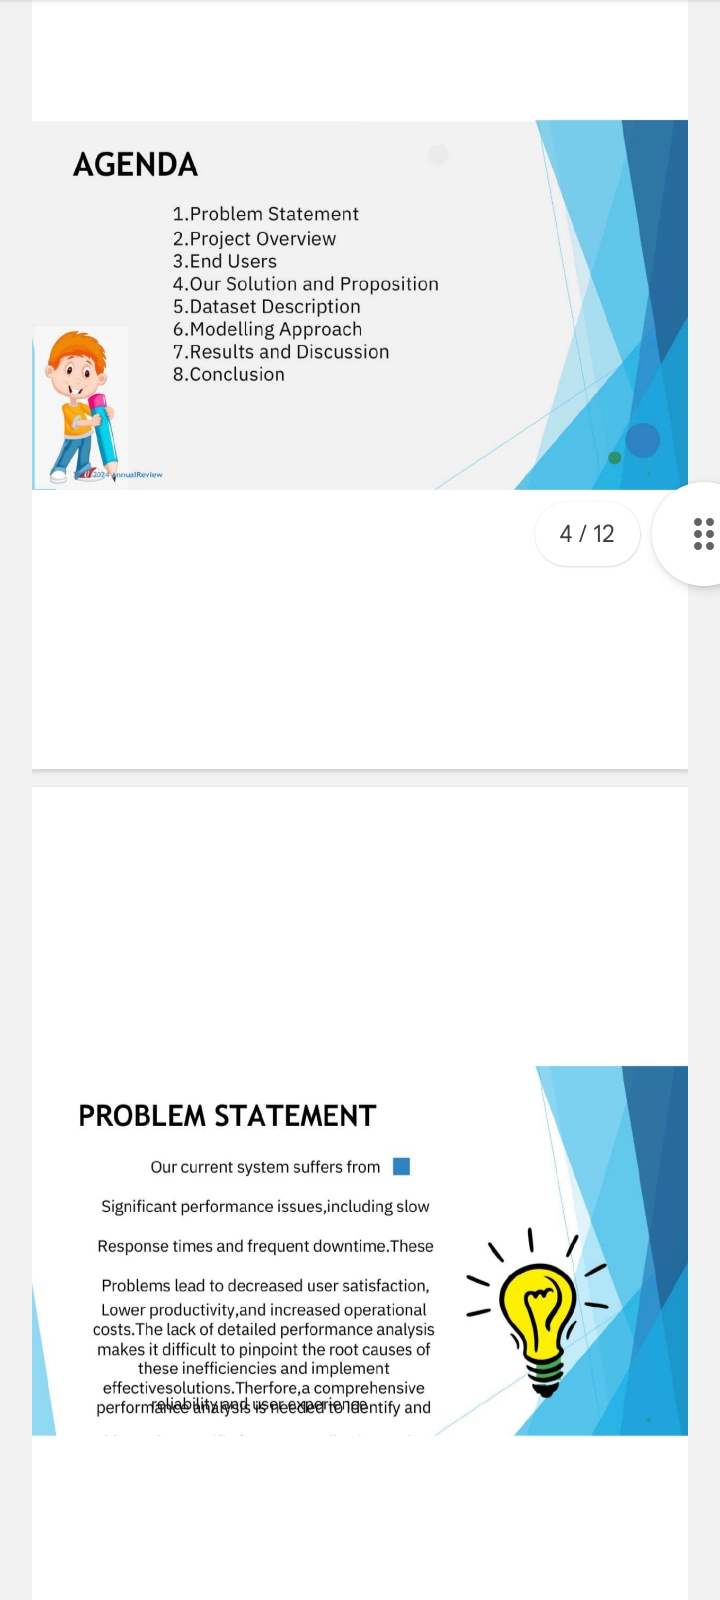 AGENDA
1.Problem Statement
2.Project Overview
3.End Users
4.Our Solution and Proposition
5.Dataset Description
6.Modelling Approach
7.Results and Discussion
8.Conclusion
2024 AnnualReview
4 / 12
PROBLEM STATEMENT
Our current system suffers from
Significant performance issues,including slow
Response times and frequent downtime.These
Problems lead to decreased user satisfaction,
Lower productivity,and increased operational
costs.The lack of detailed performance analysis
makes it difficult to pinpoint the root causes of
these inefficiencies and implement
effectivesolutions.Therfore,a comprehensive
performance analysis is needed to identify and
reliability and user experience